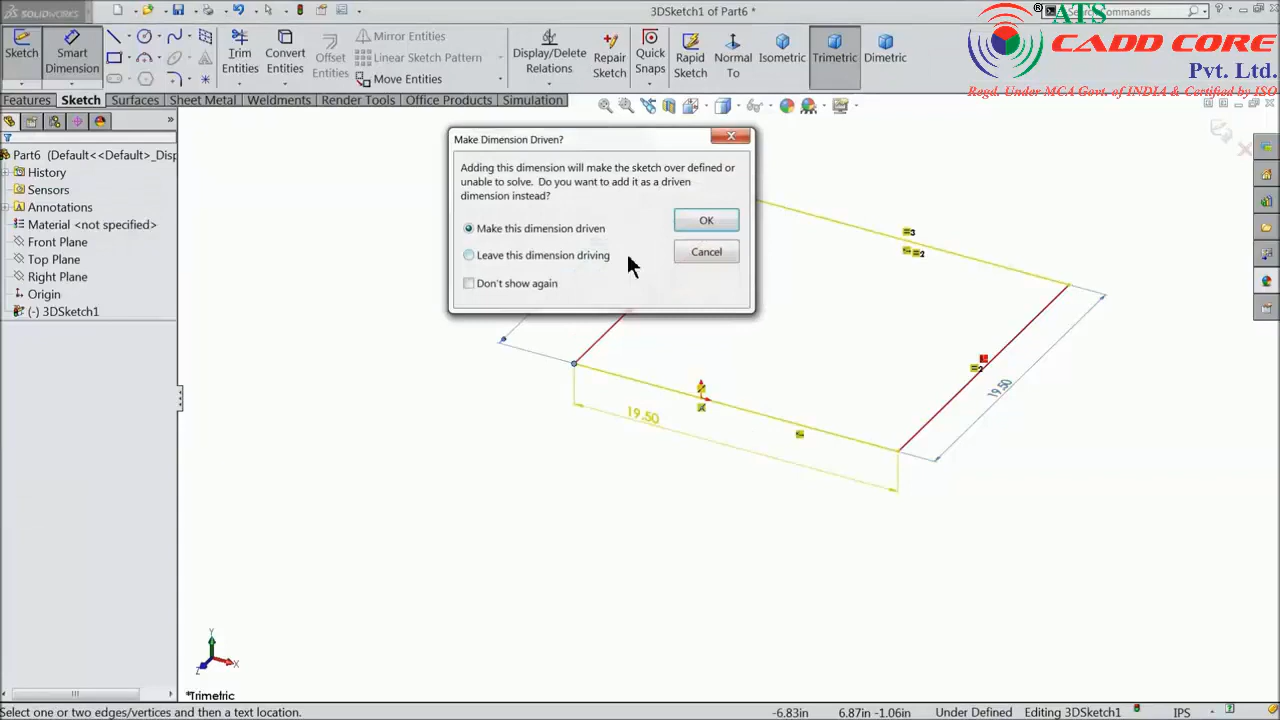 SOLIDWORKS
3DSketch1 of Part6 *
Commands
ATS
CADD CORE
Pvt. Ltd.
Regd. Under MCA Govt. of INDIA & Certified by ISO
Sketch
Smart
Dimension
Trim
Entities
Convert
Entities
Offset
Entities
Mirror Entities
Linear Sketch Pattern
Move Entities
Display/Delete
Relations
Repair
Sketch
Quick
Snaps
Rapid
Sketch
Normal
To
Isometric
Trimetric
Dimetric
Features
Sketch
Surfaces
Sheet Metal
Weldments
Render Tools
Office Products
Simulation
Part6 (Default<<Default>_Disp
History
Sensors
Annotations
Material <not specified>
Front Plane
Top Plane
Right Plane
Origin
(-) 3DSketch1
Make Dimension Driven?
Adding this dimension will make the sketch over defined or
unable to solve. Do you want to add it as a driven
dimension instead?
Make this dimension driven
Leave this dimension driving
Don't show again
OK
Cancel
3
2
2
19.50
19.50
Y
X
Z
*Trimetric
Select one or two edges/vertices and then a text location.
-6.83in
6.87in -1.06in
Under Defined
Editing 3DSketch1
IPS